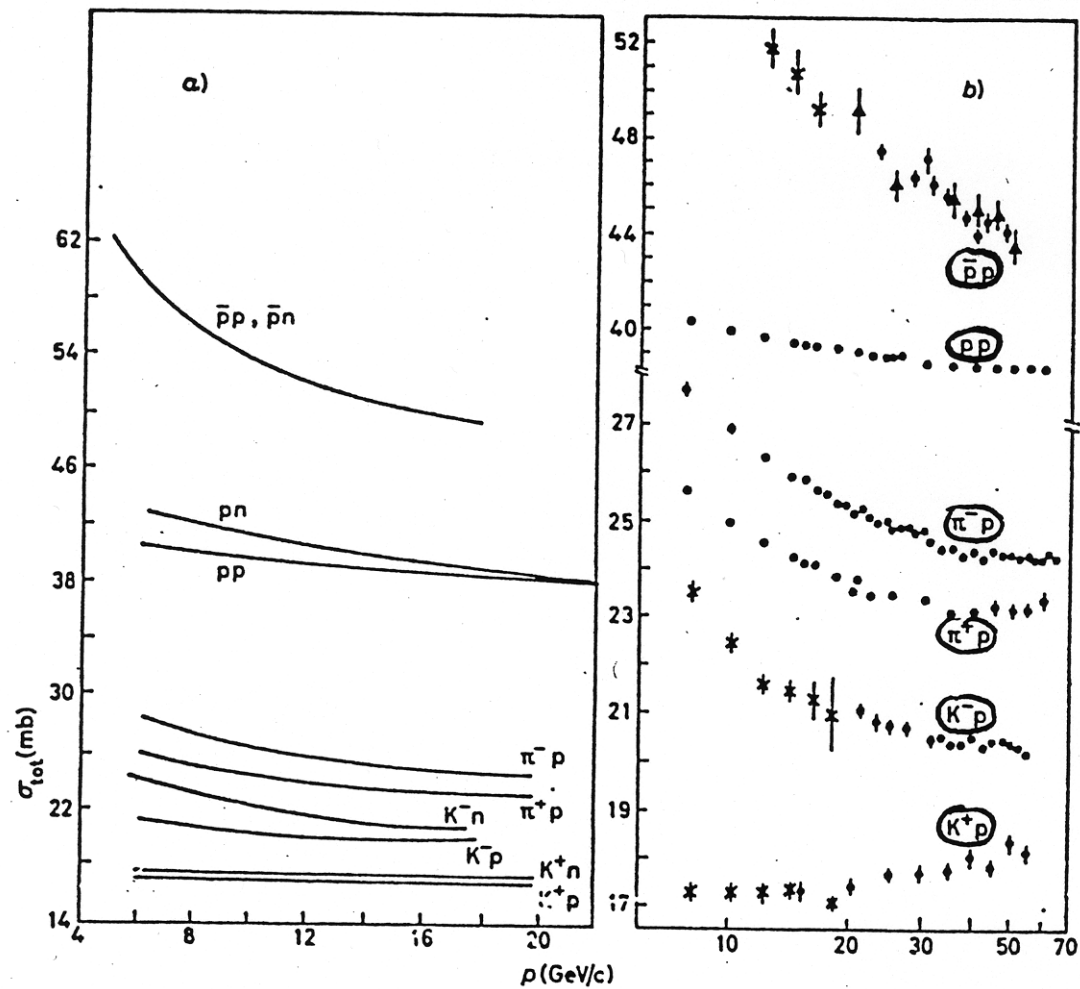 a)
62
54
46
38
30
22
14
σtot(mb)
p̄p, p̄n
pn
pp
π⁻p
π⁺p
K⁻n
K⁻p
K⁺n
K⁺p
4
8
12
16
20
p(GeV/c)
b)
52
48
44
40
27
25
23
21
19
17
p̄p
pp
π⁻p
π⁺p
K⁻p
K⁺p
10
20
30
50
70